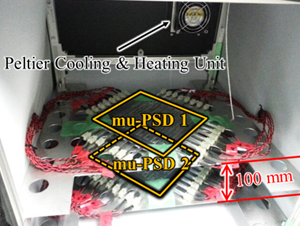 Peltier Cooling & Heating Unit
mu-PSD 1
mu-PSD 2
100 mm